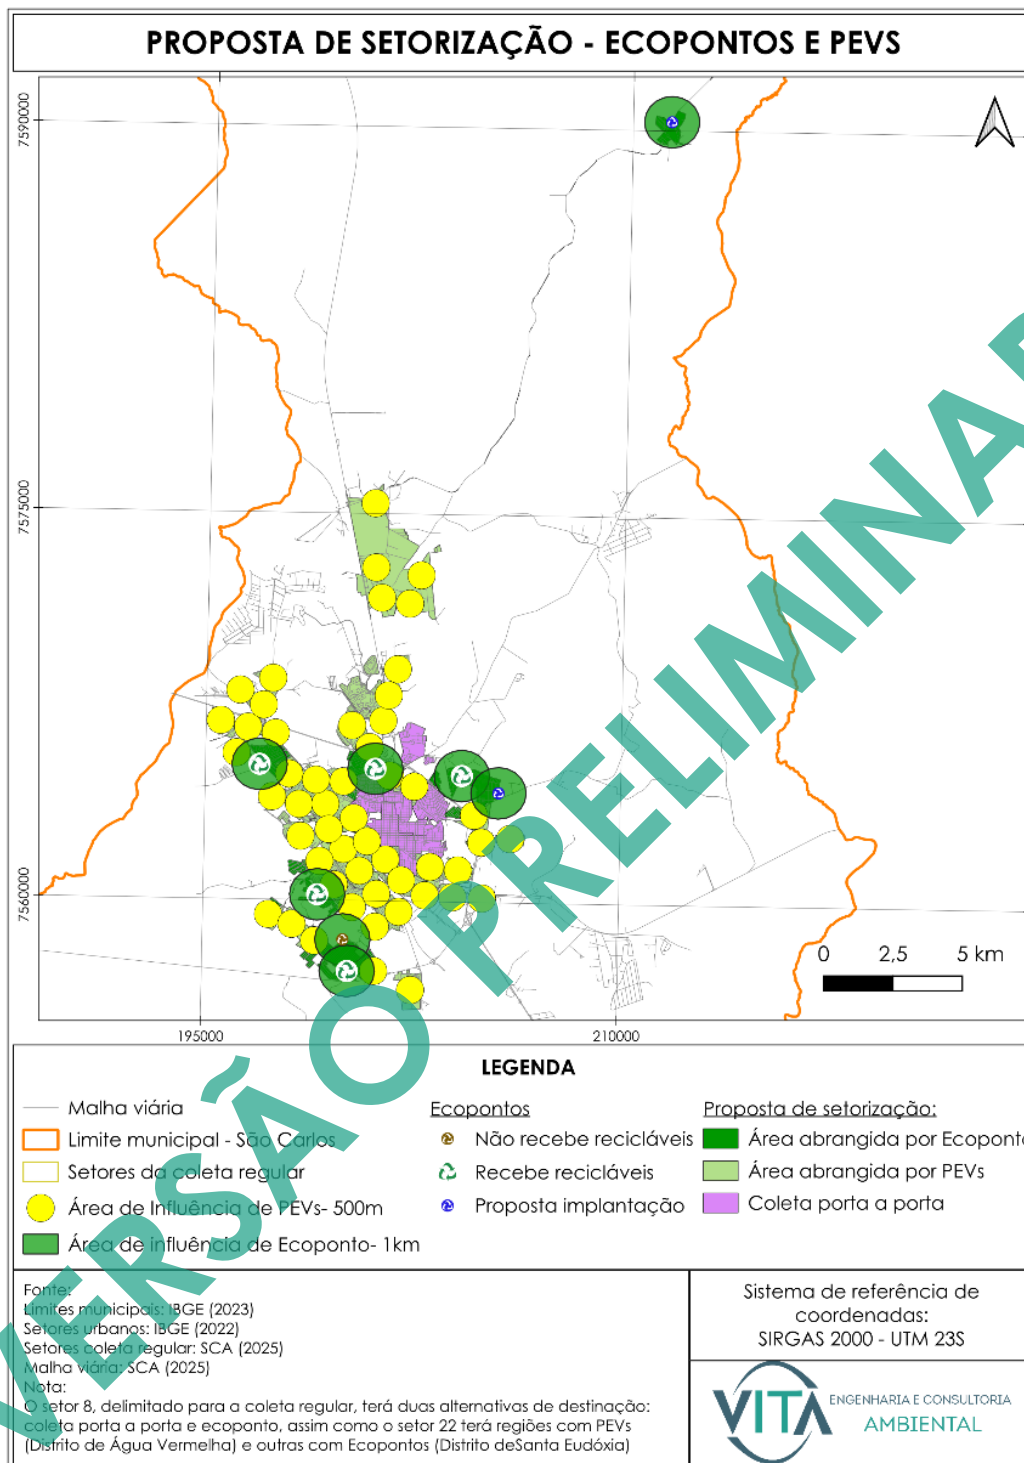 PROPOSTA DE SETORIZAÇÃO - ECOPONTOS E PEVS
7590000
7575000
7560000
195000
210000
0 2,5 5 km
LEGENDA
Malha viária
Limite municipal - São Carlos
Setores da coleta regular
Área de Influência de PEVs- 500m
Área de influência de Ecoponto- 1km
Ecopontos
Não recebe recicláveis
Recebe recicláveis
Proposta implantação
Proposta de setorização:
Área abrangida por Ecoponto
Área abrangida por PEVs
Coleta porta a porta
Fonte:
Limites municipais: IBGE (2023)
Setores urbanos: IBGE (2022)
Setores coleta regular: SCA (2025)
Malha viária: SCA (2025)
Nota:
O setor 8, delimitado para a coleta regular, terá duas alternativas de destinação:
coleta porta a porta e ecoponto, assim como o setor 22 terá regiões com PEVs
(Distrito de Água Vermelha) e outras com Ecopontos (Distrito deSanta Eudóxia)
Sistema de referência de
coordenadas:
SIRGAS 2000 - UTM 23S
VITA
ENGENHARIA E CONSULTORIA
AMBIENTAL
VERSÃO PRELIMINAR